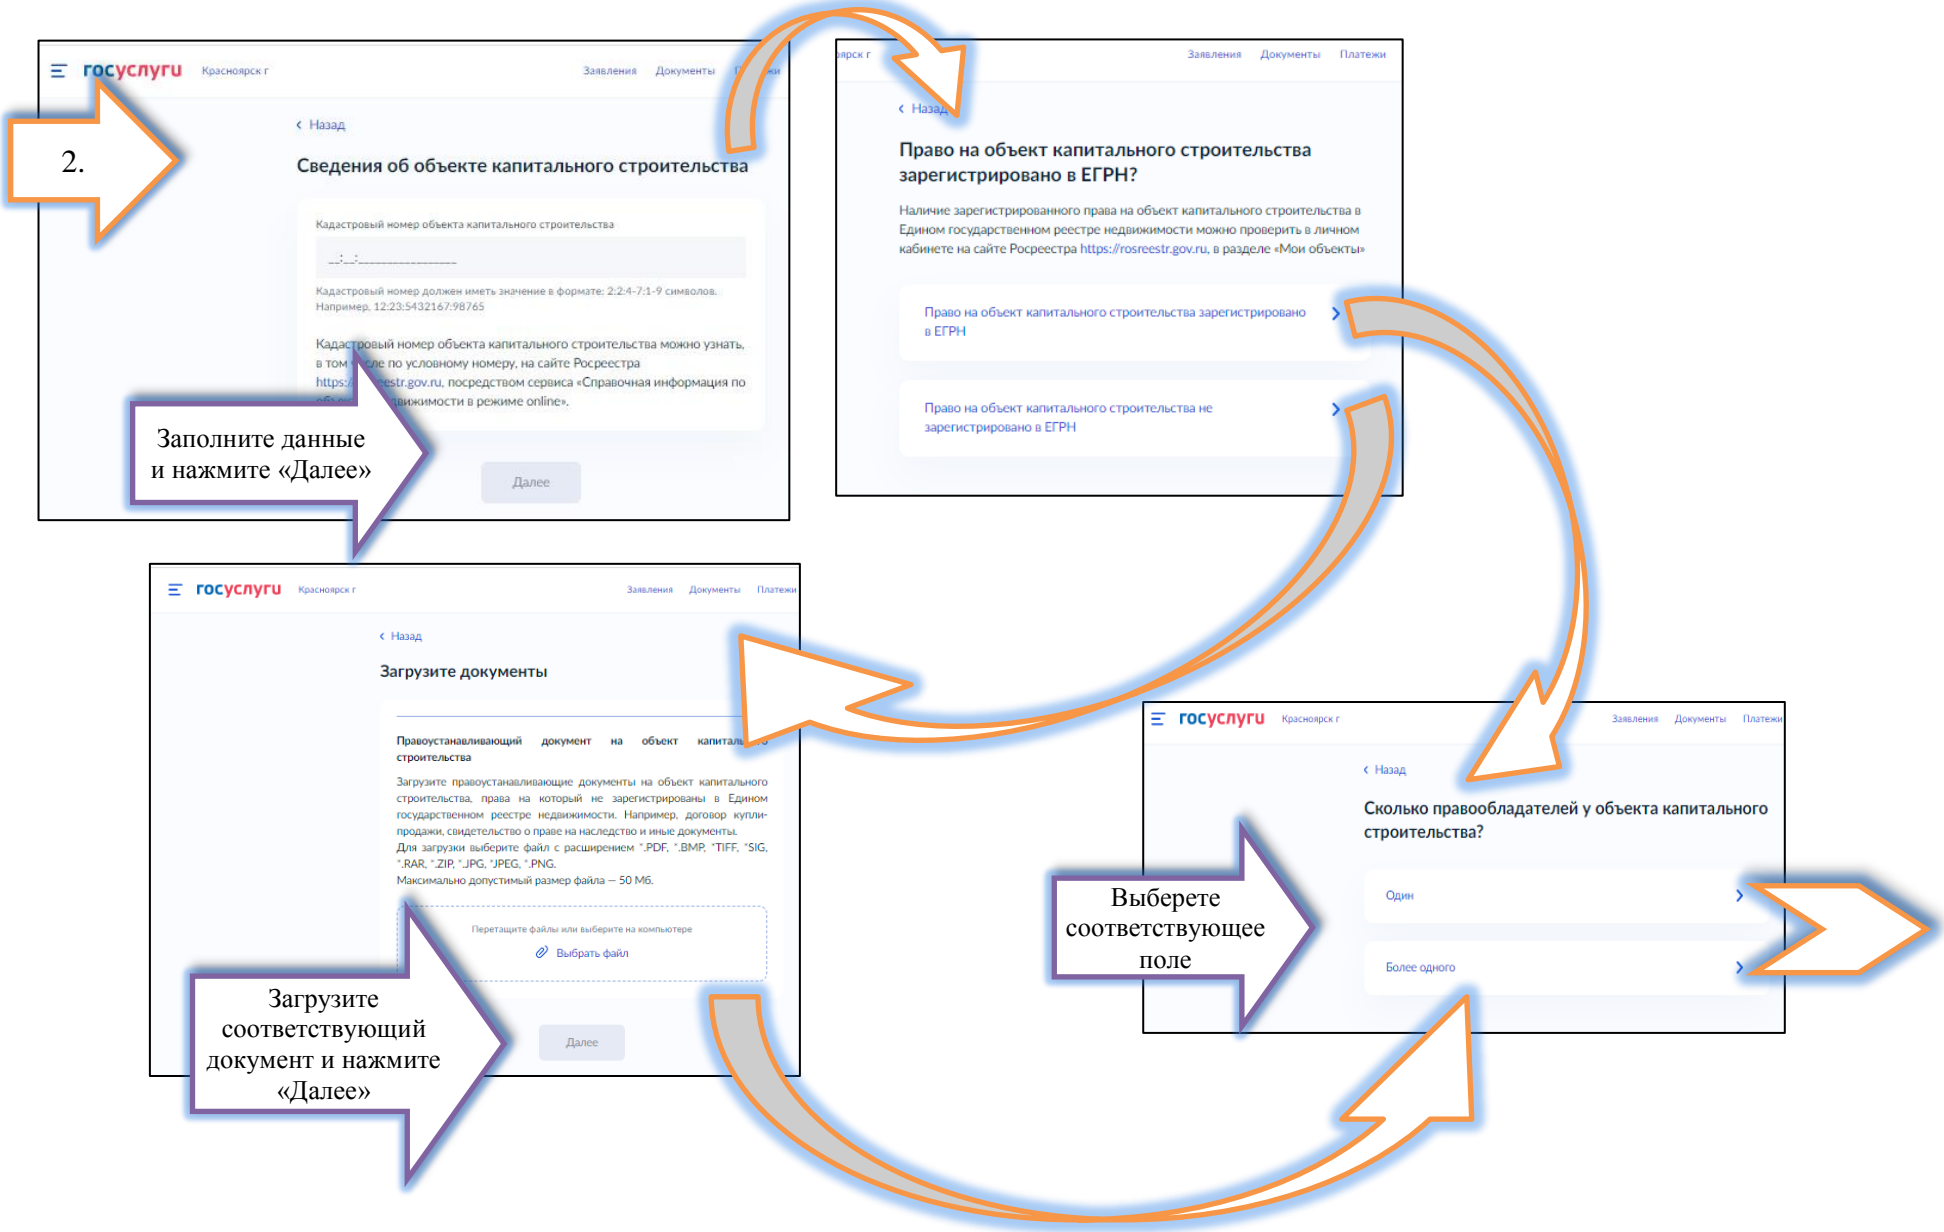 госуслуги Красноярск г Заявления Документы
2.
Назад
Сведения об объекте капитального строительства
Кадастровый номер объекта капитального строительства
__:__:_________________
Кадастровый номер должен иметь значение в формате: 2:2:4-7:1-9 символов.
Например, 12:23:5432167:98765
Кадастровый номер объекта капитального строительства можно узнать,
в том числе по условному номеру, на сайте Росреестра
estr.gov.ru, посредством сервиса «Справочная информация по
в режиме online».
Далее
Заполните данные
и нажмите «Далее»
Заявления Документы Платежи
Назад
Право на объект капитального строительства
зарегистрировано в ЕГРН?
Наличие зарегистрированного права на объект капитального строительства в
Едином государственном реестре недвижимости можно проверить в личном
кабинете на сайте Росреестра https://rosreestr.gov.ru, в разделе «Мои объекты»
Право на объект капитального строительства зарегистрировано
в ЕГРН
Право на объект капитального строительства не
зарегистрировано в ЕГРН
госуслуги Красноярск г Заявления Документы Платежи
Назад
Загрузите документы
Правоустанавливающий документ на объект капитального
строительства
Загрузите правоустанавливающие документы на объект капитального
строительства, права на который не зарегистрированы в Едином
государственном реестре недвижимости. Например, договор купли-
продажи, свидетельство о праве на наследство и иные документы.
Для загрузки выберите файл с расширением *.PDF, *.BMP, *TIFF, *SIG,
*.RAR, *.ZIP, *.JPG, *JPEG, *.PNG.
Максимально допустимый размер файла — 50 Мб.
Перетащите файлы или выберите на компьютере
Выбрать файл
Далее
Загрузите
соответствующий
документ и нажмите
«Далее»
госуслуги Красноярск г Заявления Документы Платежи
Назад
Сколько правообладателей у объекта капитального
строительства?
Один
Более одного
Выберете
соответствующее
поле